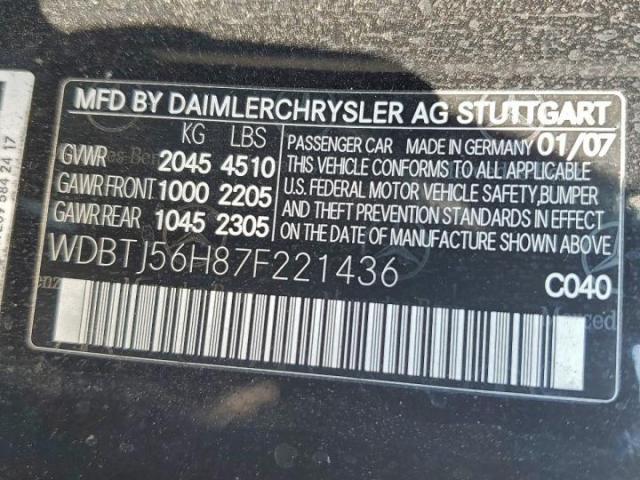 MFD BY DAIMLERCHRYSLER AG STUTTGART
KG LBS
GVWR 2045 4510
GAWR FRONT 1000 2205
GAWR REAR 1045 2305
PASSENGER CAR MADE IN GERMANY 01/07
THIS VEHICLE CONFORMS TO ALL APPLICABLE
U.S. FEDERAL MOTOR VEHICLE SAFETY,BUMPER
AND THEFT PREVENTION STANDARDS IN EFFECT
ON THE DATE OF MANUFACTURE SHOWN ABOVE.
WDBTJ56H87F221436
C040
584 2417